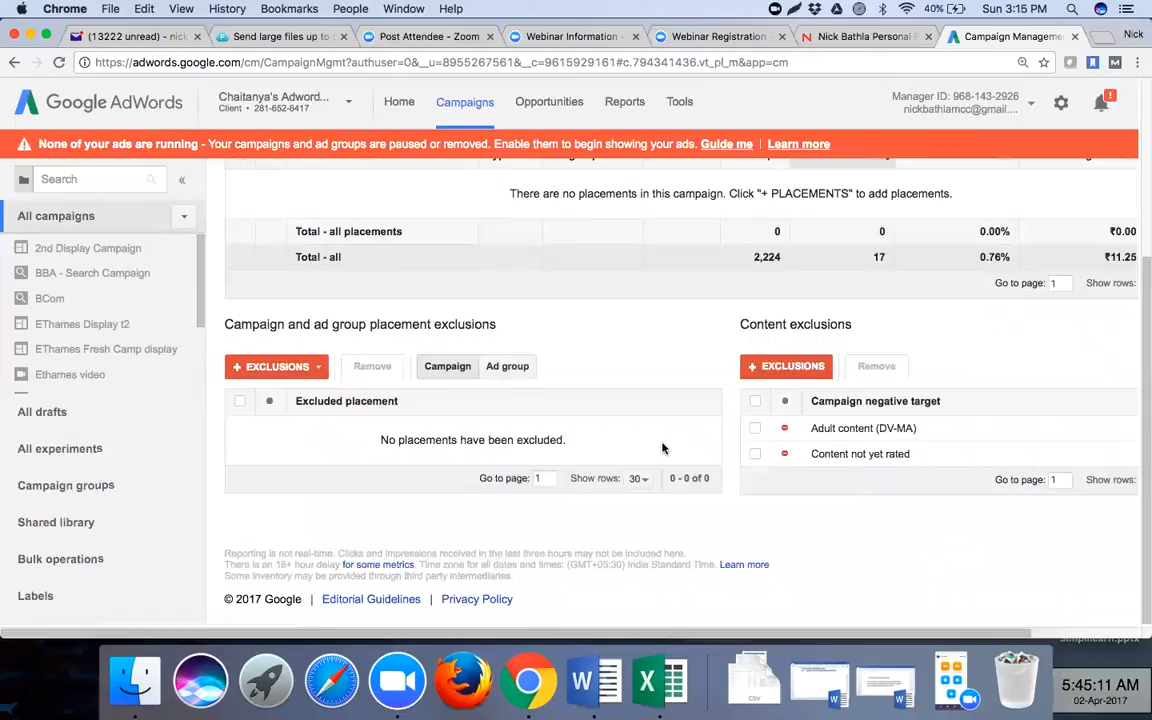 Chrome File Edit View History Bookmarks People Window Help 40% Sun 3:15 PM
(13222 unread) - nick Send large files up to Post Attendee - Zoom Webinar Information - Webinar Registration - Nick Bathla Personal P Campaign Manageme Nick
https://adwords.google.com/cm/CampaignMgmt?authuser=0&__u=8955267561&__c=9615929161#c.794341436.vt_pl_m&app=cm
Google AdWords
Chaitanya's Adword...
Client - 281-652-6417
Home Campaigns Opportunities Reports Tools
Manager ID: 968-143-2926
nickbathlamcc@gmail....
!
None of your ads are running - Your campaigns and ad groups are paused or removed. Enable them to begin showing your ads. Guide me | Learn more
Search «
All campaigns
2nd Display Campaign
BBA - Search Campaign
BCom
EThames Display t2
EThames Fresh Camp display
Ethames video
All drafts
All experiments
Campaign groups
Shared library
Bulk operations
Labels
There are no placements in this campaign. Click "+ PLACEMENTS" to add placements.
Total - all placements 0 0 0.00% ₹0.00
Total - all 2,224 17 0.76% ₹11.25
Go to page: 1 Show rows:
Campaign and ad group placement exclusions
+ EXCLUSIONS Remove Campaign Ad group
Excluded placement
No placements have been excluded.
Go to page: 1 Show rows: 30 0 - 0 of 0
Content exclusions
+ EXCLUSIONS Remove
Campaign negative target
Adult content (DV-MA)
Content not yet rated
Go to page: 1 Show rows:
Reporting is not real-time. Clicks and impressions received in the last three hours may not be included here.
There is an 18+ hour delay for some metrics. Time zone for all dates and times: (GMT+05:30) India Standard Time. Learn more
Some inventory may be provided through third party intermediaries.
© 2017 Google | Editorial Guidelines | Privacy Policy
CSV
5:45:11 AM
02-Apr-2017